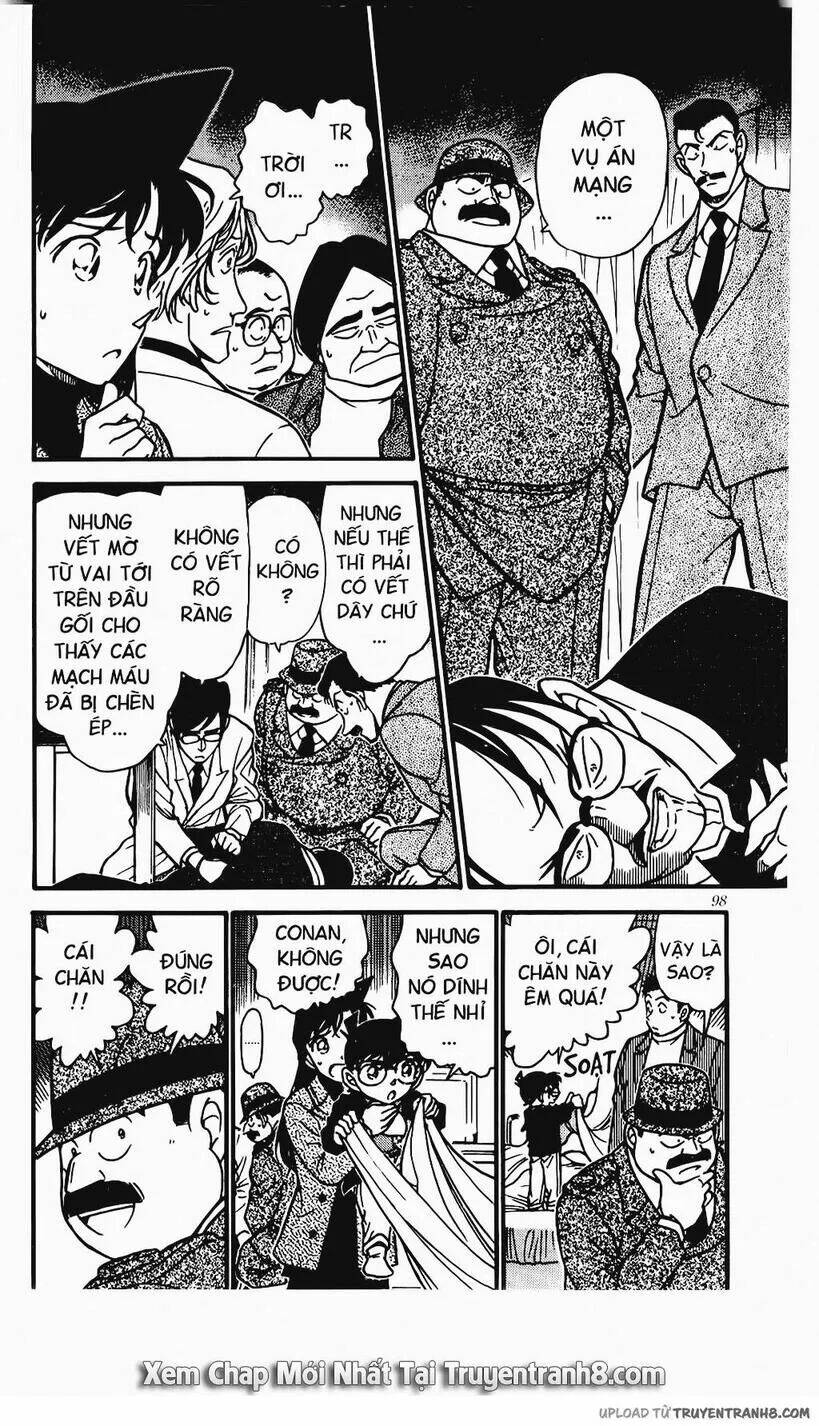 MỘT
VỤ ÁN
MẠNG
...
TR
...
TRỜI
ƠI...
NHƯNG
NẾU THẾ
THÌ PHẢI
CÓ VẾT
DÂY CHỨ
...
CÓ
KHÔNG
?
KHÔNG
CÓ VẾT
RÕ
RÀNG
NHƯNG
VẾT MỜ
TỪ VAI TỚI
TRÊN ĐẦU
GỐI CHO
THẤY CÁC
MẠCH MÁU
ĐÃ BỊ CHÈN
ÉP...
98
VẬY LÀ
SAO?
ÔI, CÁI
CHĂN NÀY
ÊM QUÁ!
SOẠT
NHƯNG
SAO
NÓ DÍNH
THẾ NHỈ
...
CONAN,
KHÔNG
ĐƯỢC!
......
ĐÚNG
RỒI!
CÁI
CHĂN
!!
Xem Chap Mới Nhất Tại Truyentranh8.com
UPLOAD TỪ TRUYENTRANH8.COM